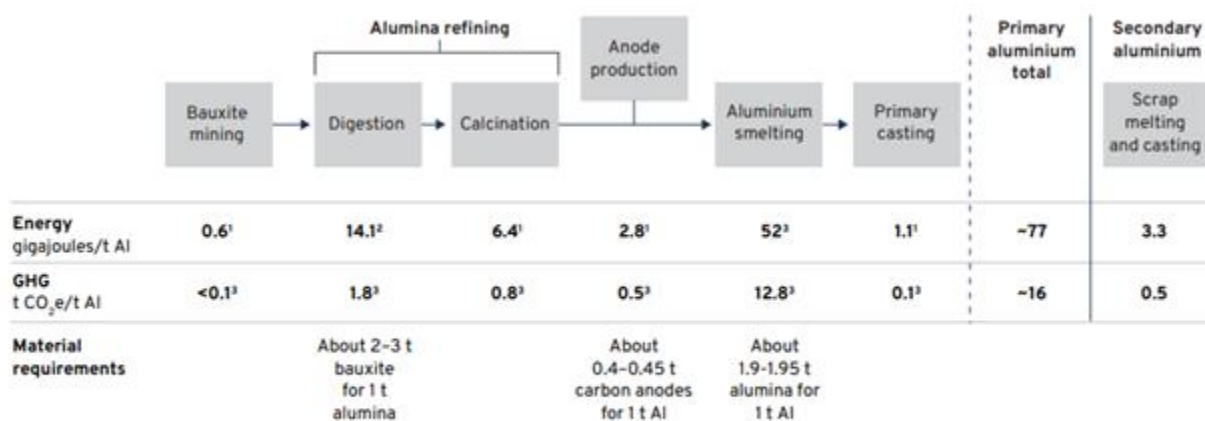 Alumina refining
Anode
production
Primary
aluminium
total
Secondary
aluminium
Bauxite
mining
Digestion
Calcination
Aluminium
smelting
Primary
casting
Scrap
melting
and casting
Energy
gigajoules/t Al
0.6¹ 14.1² 6.4¹ 2.8¹ 52³ 1.1¹ ~77 3.3
GHG
t CO₂e/t Al
<0.1³ 1.8³ 0.8³ 0.5³ 12.8³ 0.1³ ~16 0.5
Material
requirements
About 2–3 t
bauxite
for 1 t
alumina
About
0.4–0.45 t
carbon anodes
for 1 t Al
About
1.9-1.95 t
alumina for
1 t Al